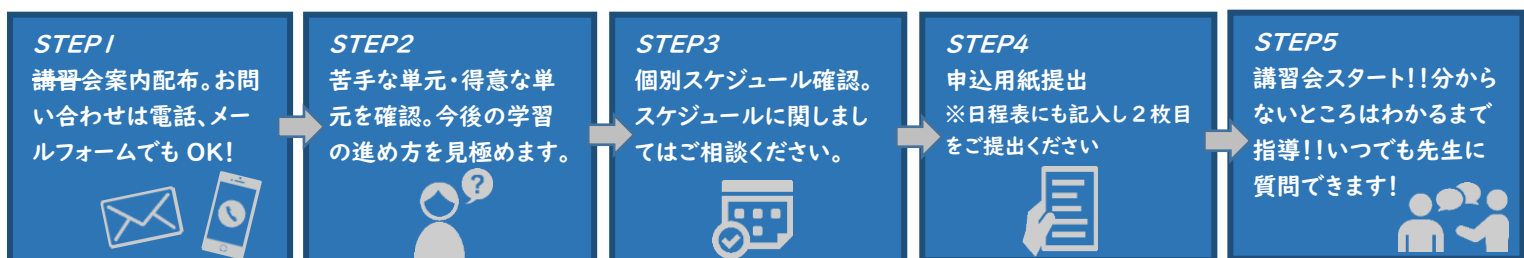 STEP1
講習会案内配布。お問
い合わせは電話、メー
ルフォームでも OK!
STEP2
苦手な単元・得意な単
元を確認。今後の学習
の進め方を見極めます。
STEP3
個別スケジュール確認。
スケジュールに関しまし
てはご相談ください。
STEP4
申込用紙提出
※日程表にも記入し２枚目
をご提出ください
STEP5
講習会スタート!!分から
ないところはわかるまで
指導!!いつでも先生に
質問できます!
?